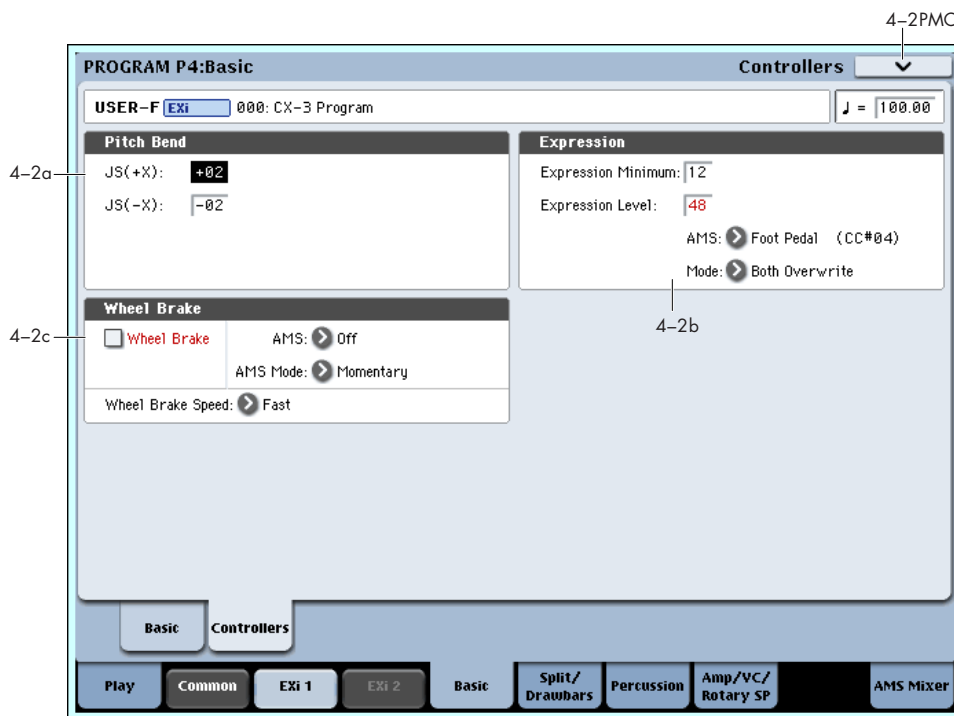 4–2PMC
PROGRAM P4:Basic
Controllers
USER–F EXi 000: CX–3 Program
♩ = 100.00
Pitch Bend
4–2a
JS(+X): +02
JS(–X): –02
Expression
Expression Minimum: 12
Expression Level: 48
AMS: Foot Pedal (CC#04)
Mode: Both Overwrite
4–2b
Wheel Brake
4–2c
Wheel Brake
AMS: Off
AMS Mode: Momentary
Wheel Brake Speed: Fast
Basic
Controllers
Play
Common
EXi 1
EXi 2
Basic
Split/
Drawbars
Percussion
Amp/VC/
Rotary SP
AMS Mixer